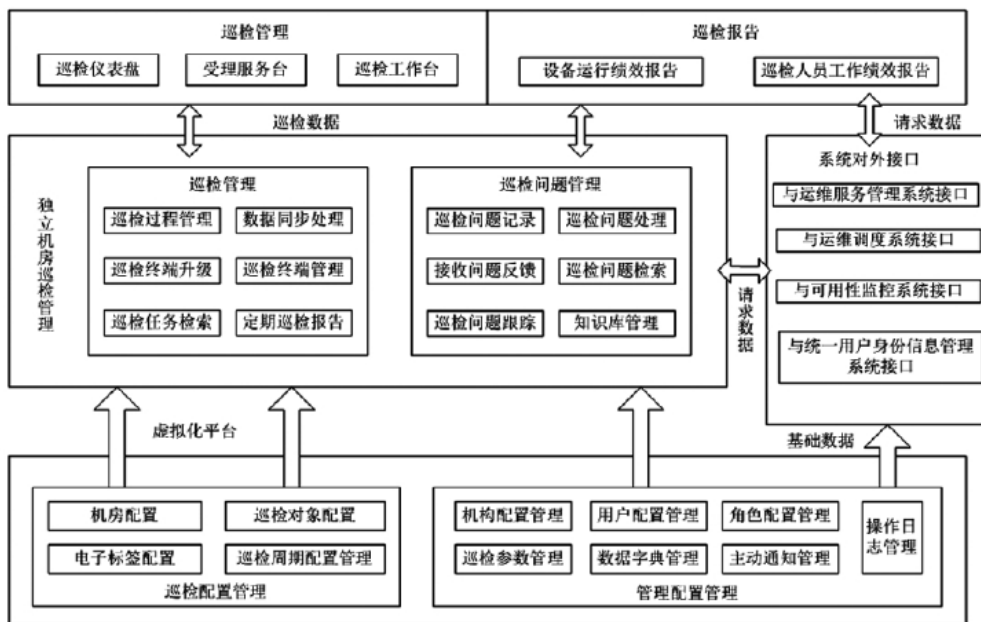 巡检管理
巡检仪表盘
受理服务台
巡检工作台
巡检报告
设备运行绩效报告
巡检人员工作绩效报告
巡检数据
请求数据
独立机房巡检管理
巡检管理
巡检过程管理
数据同步处理
巡检终端升级
巡检终端管理
巡检任务检索
定期巡检报告
巡检问题管理
巡检问题记录
巡检问题处理
接收问题反馈
巡检问题检索
巡检问题跟踪
知识库管理
请求数据
系统对外接口
与运维服务管理系统接口
与运维调度系统接口
与可用性监控系统接口
与统一用户身份信息管理
系统接口
虚拟化平台
基础数据
机房配置
巡检对象配置
电子标签配置
巡检周期配置管理
巡检配置管理
机构配置管理
用户配置管理
角色配置管理
巡检参数管理
数据字典管理
主动通知管理
操作日
志管理
管理配置管理